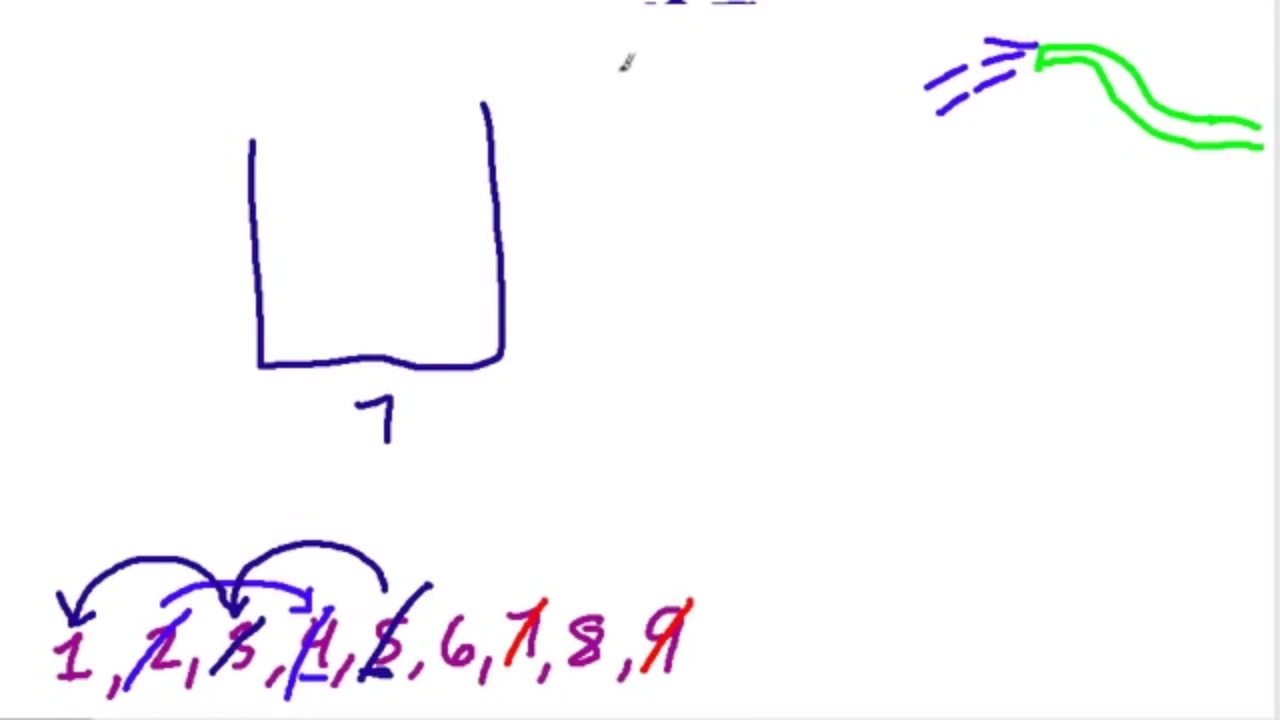 7
1, 2, 3, 4, 5, 6, 7, 8, 9